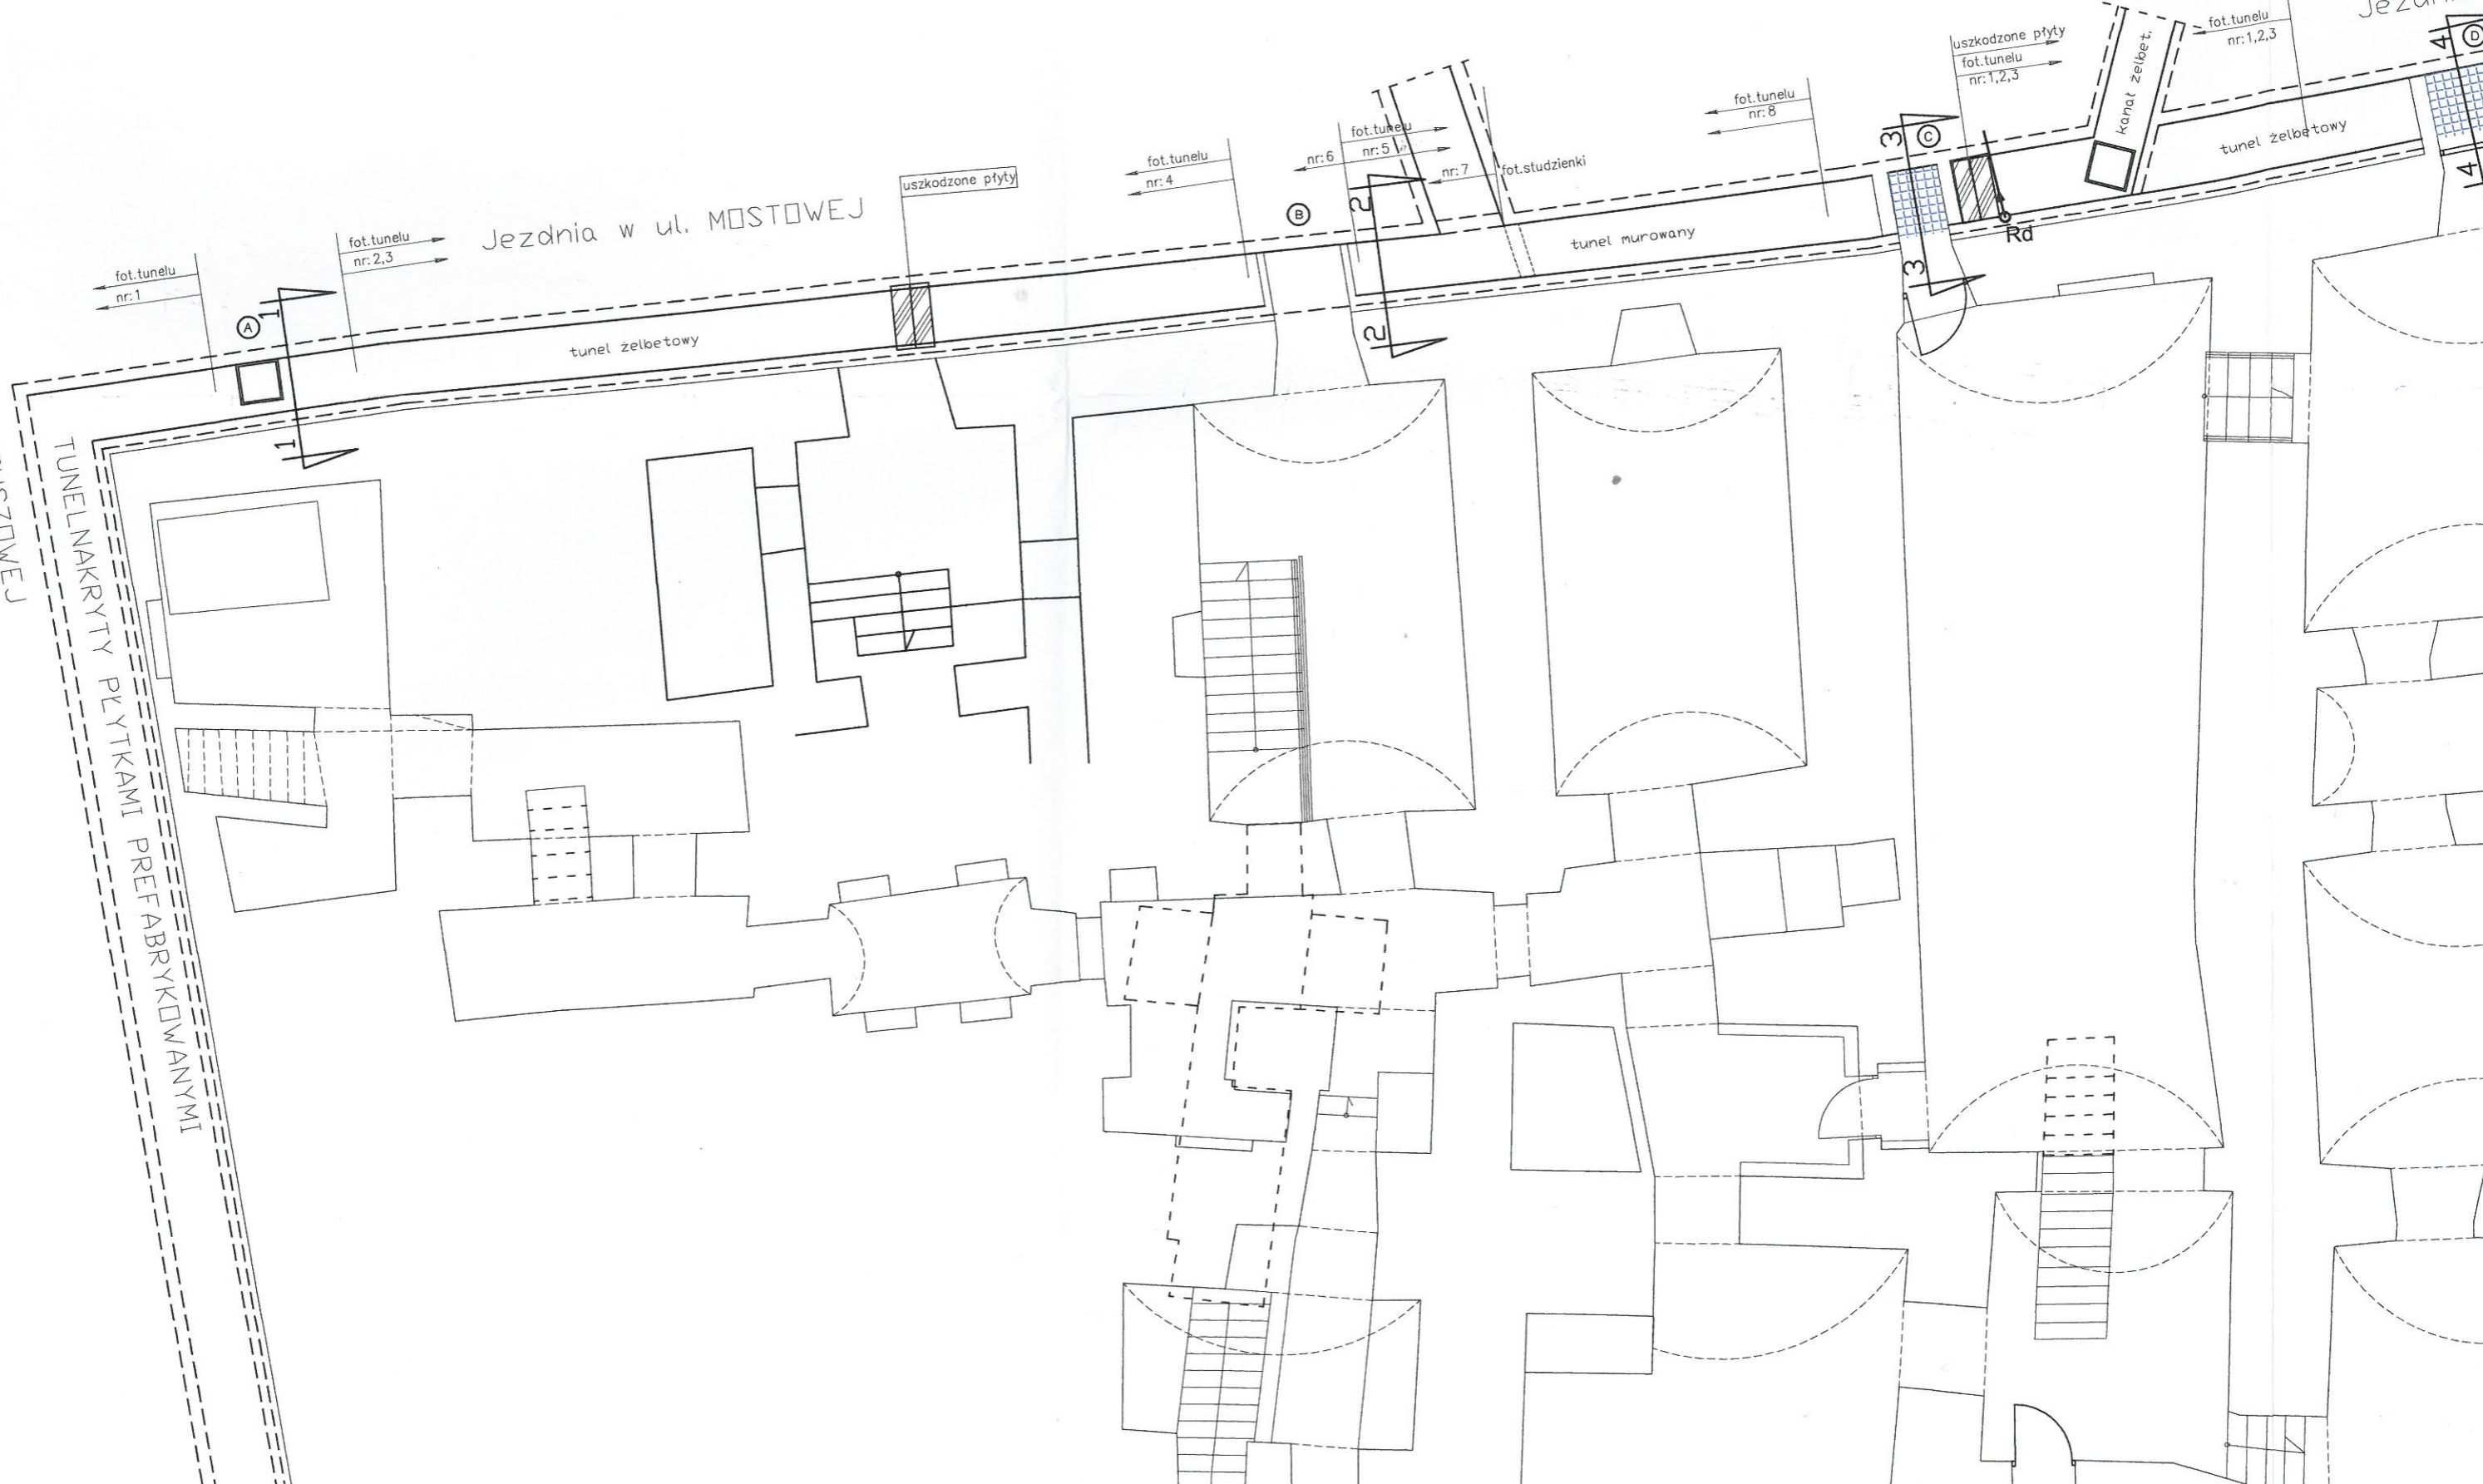 fot.tunelu
nr:1
A
1
1
fot.tunelu
nr:2,3
Jezdnia w ul. MOSTOWEJ
tunel żelbetowy
uszkodzone płyty
fot.tunelu
nr:4
B
nr:6
fot.tunelu
nr:5
nr:7
fot.studzienki
2
2
tunel murowany
fot.tunelu
nr:8
3
C
3
uszkodzone płyty
fot.tunelu
nr:1,2,3
Rd
kanał żelbet.
fot.tunelu
nr:1,2,3
tunel żelbetowy
4
D
4
TUNELNAKRYTY PŁYTKAMI PREFABRYKOWANYMI